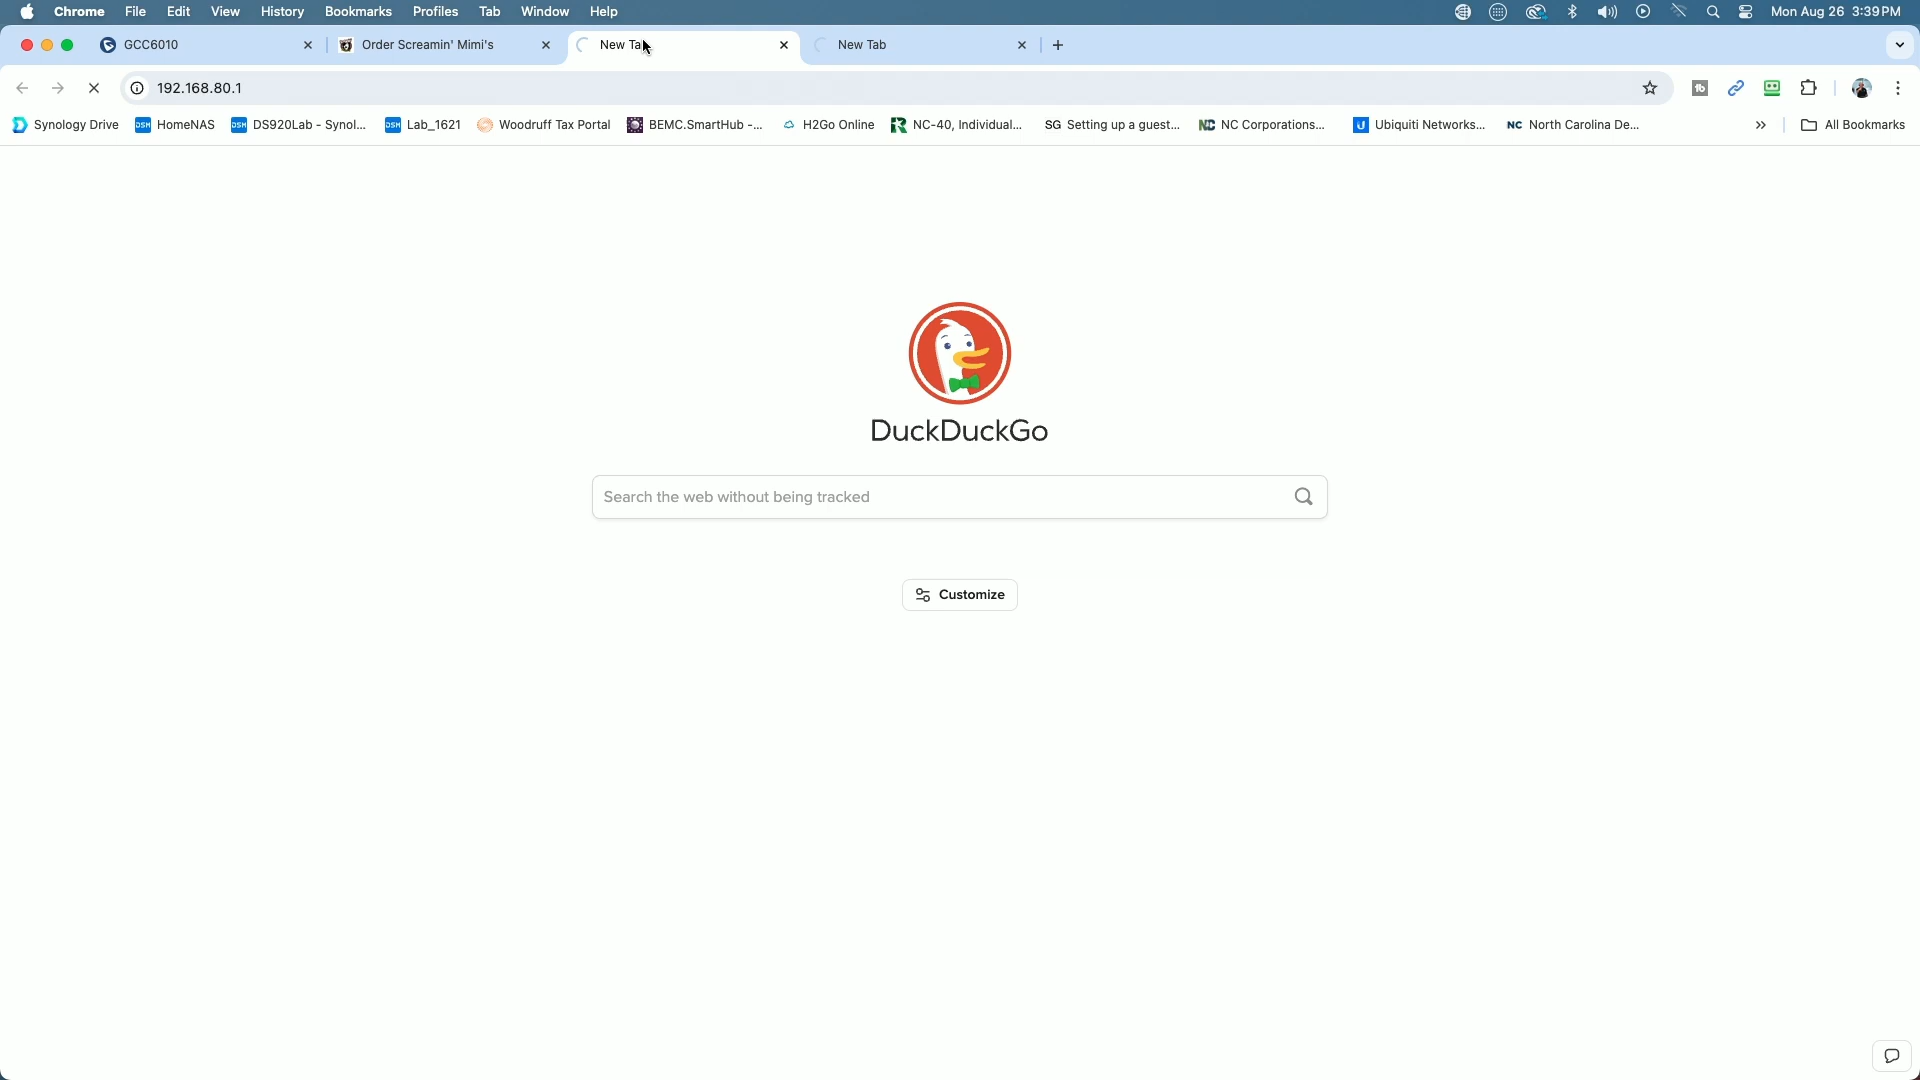 Chrome File Edit View History Bookmarks Profiles Tab Window Help Mon Aug 26 3:39 PM
GCC6010 Order Screamin' Mimi's New Ta New Tab
192.168.80.1
Synology Drive HomeNAS DS920Lab - Synol... Lab_1621 Woodruff Tax Portal BEMC.SmartHub -... H2Go Online NC-40, Individual... SG Setting up a guest... NC Corporations... Ubiquiti Networks... NC North Carolina De... All Bookmarks
DuckDuckGo
Search the web without being tracked
Customize